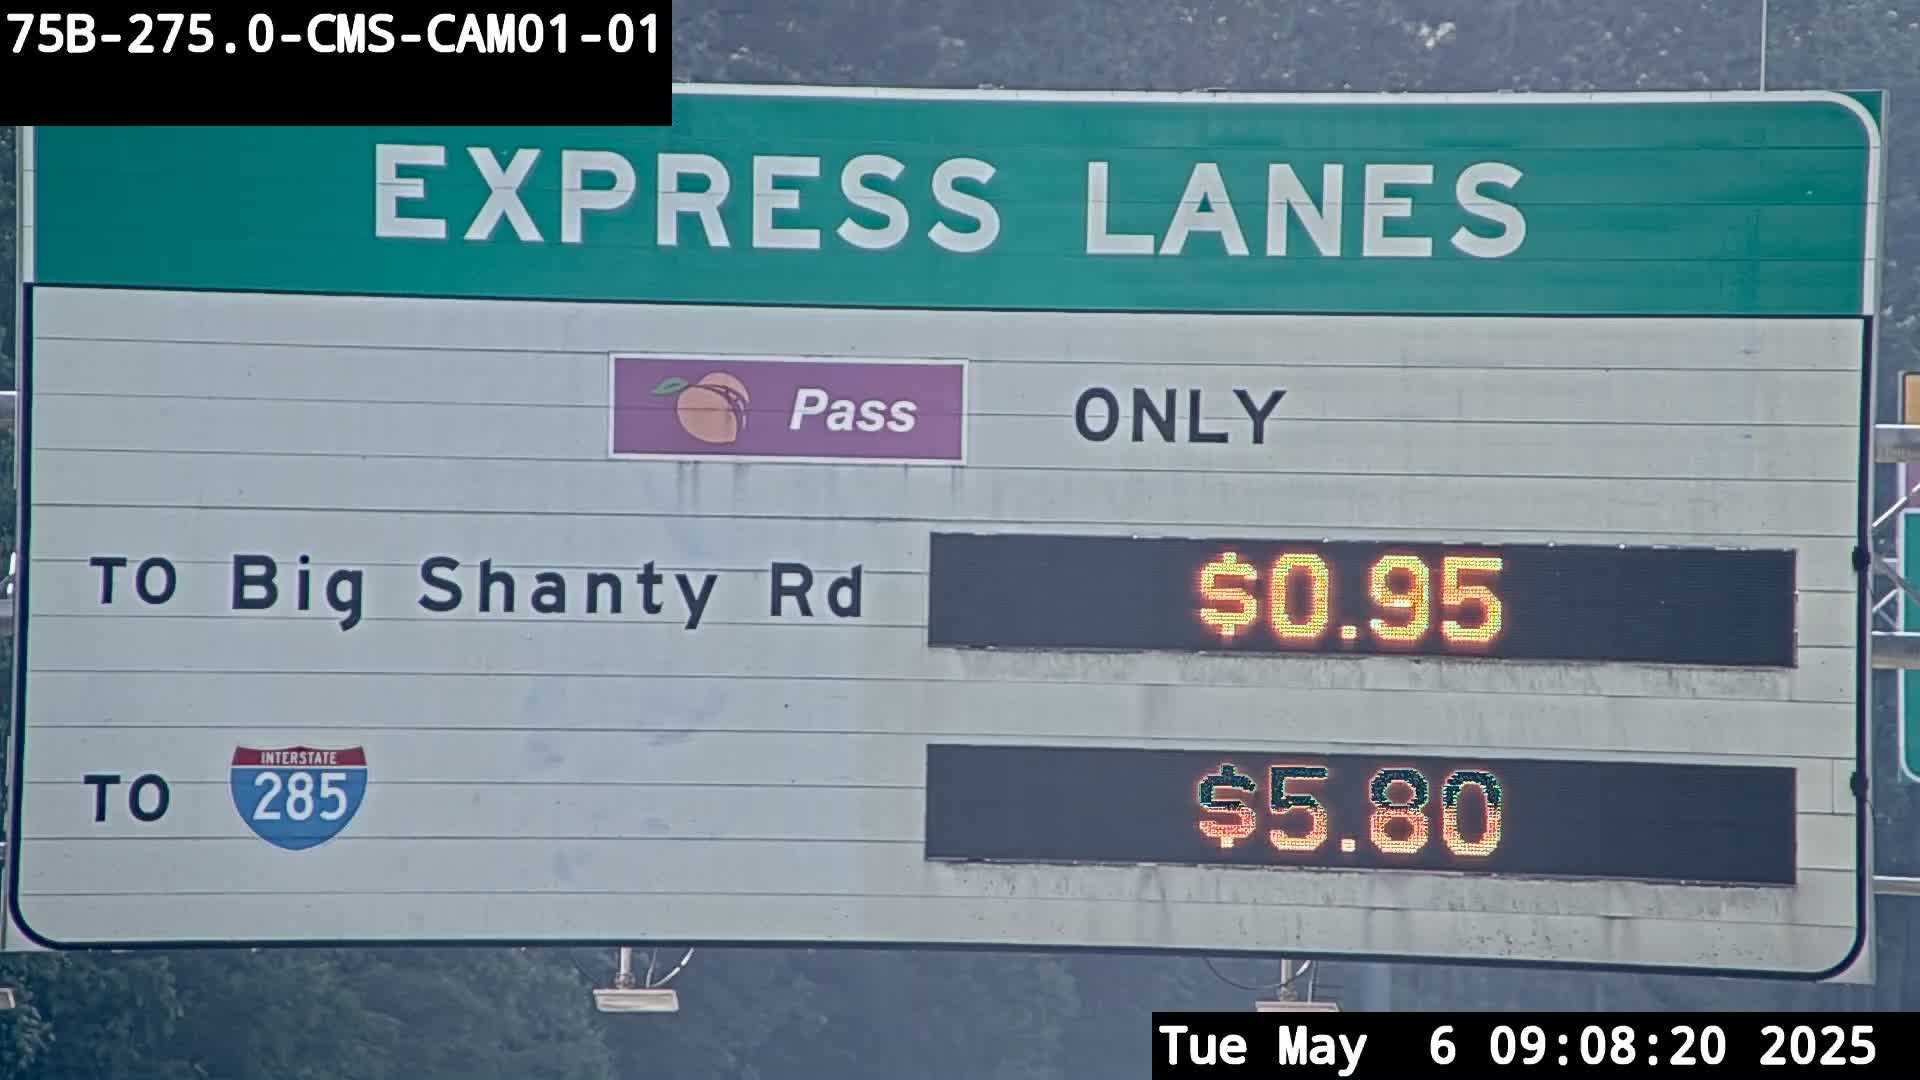 75B-275.0-CMS-CAM01-01
EXPRESS LANES
Pass ONLY
TO Big Shanty Rd $0.95
INTERSTATE
TO 285 $5.80
Tue May 6 09:08:20 2025